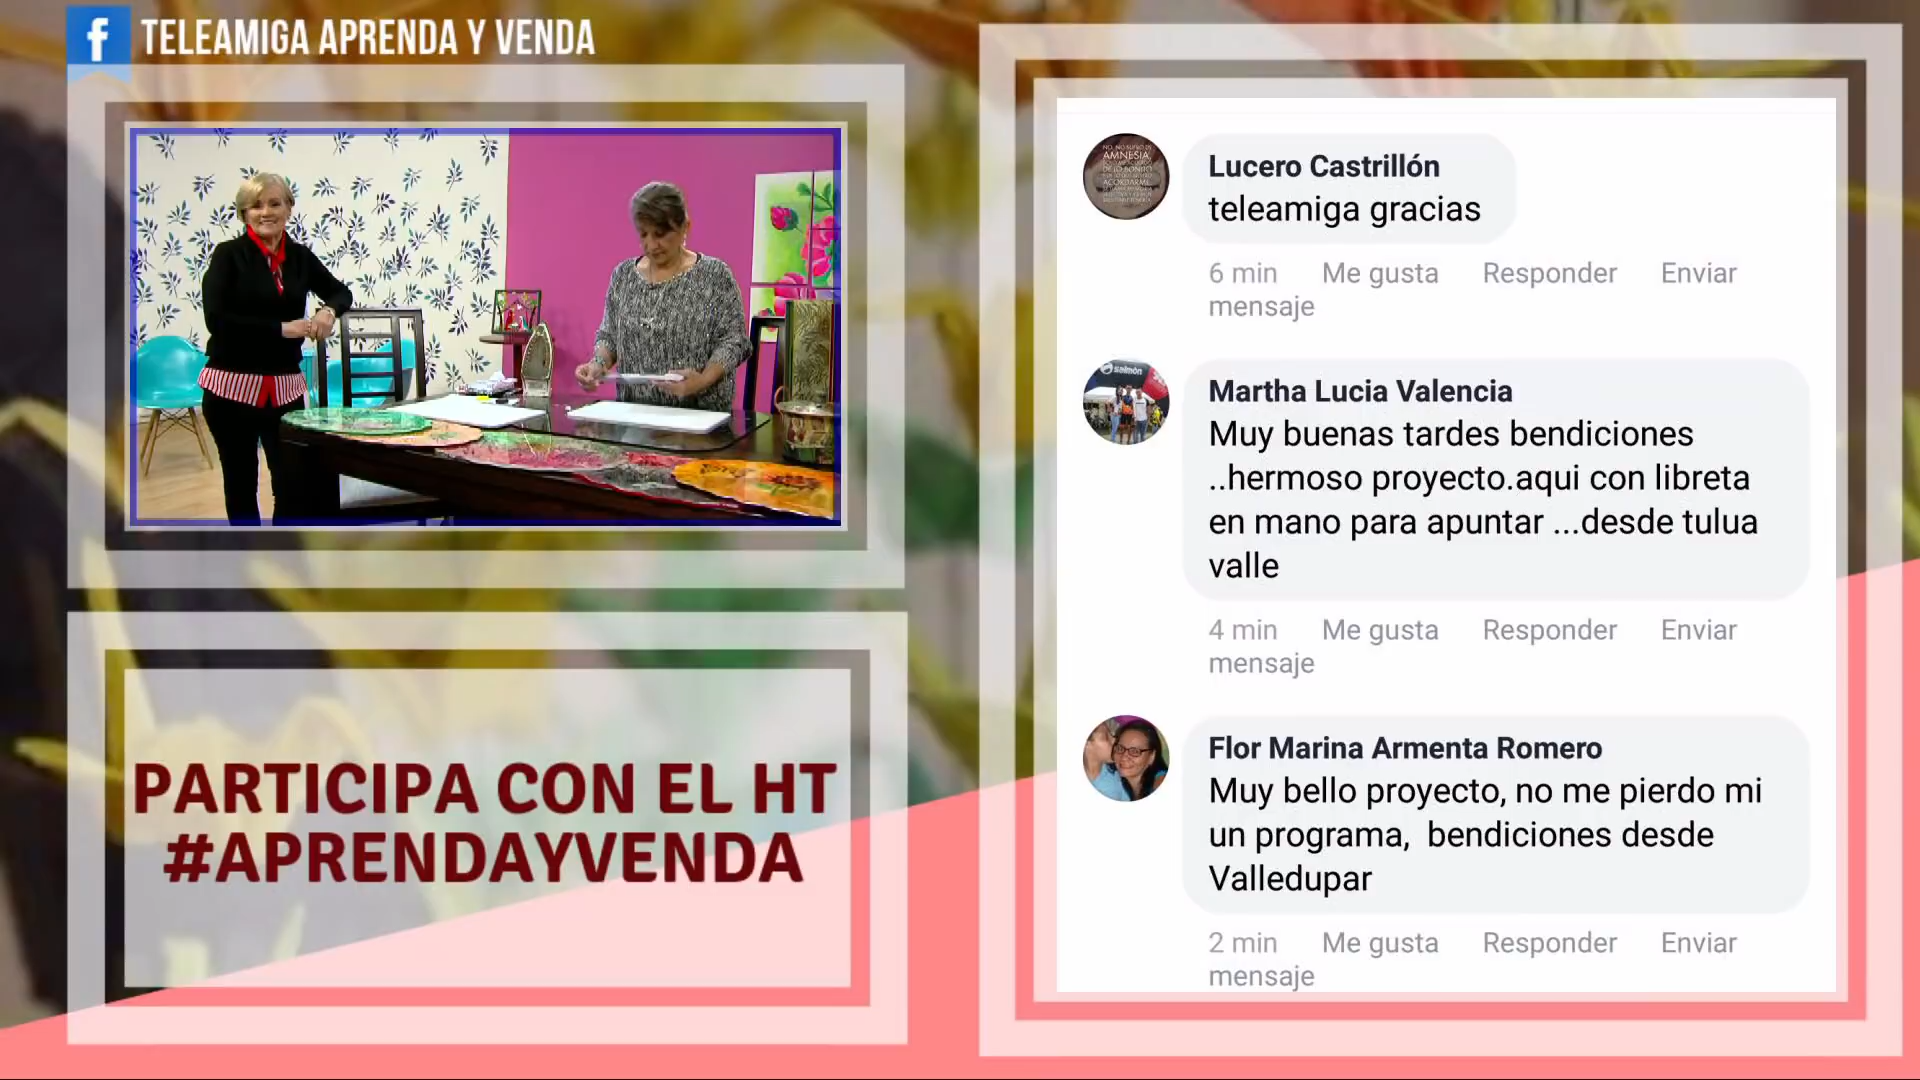 TELEAMIGA APRENDA Y VENDA
PARTICIPA CON EL HT
#APRENDAYVENDA
AMNESIA
Lucero Castrillón
teleamiga gracias
6 min Me gusta Responder Enviar
mensaje
salmón
Martha Lucia Valencia
Muy buenas tardes bendiciones
..hermoso proyecto.aqui con libreta
en mano para apuntar ...desde tulua
valle
4 min Me gusta Responder Enviar
mensaje
Flor Marina Armenta Romero
Muy bello proyecto, no me pierdo mi
un programa, bendiciones desde
Valledupar
2 min Me gusta Responder Enviar
mensaje